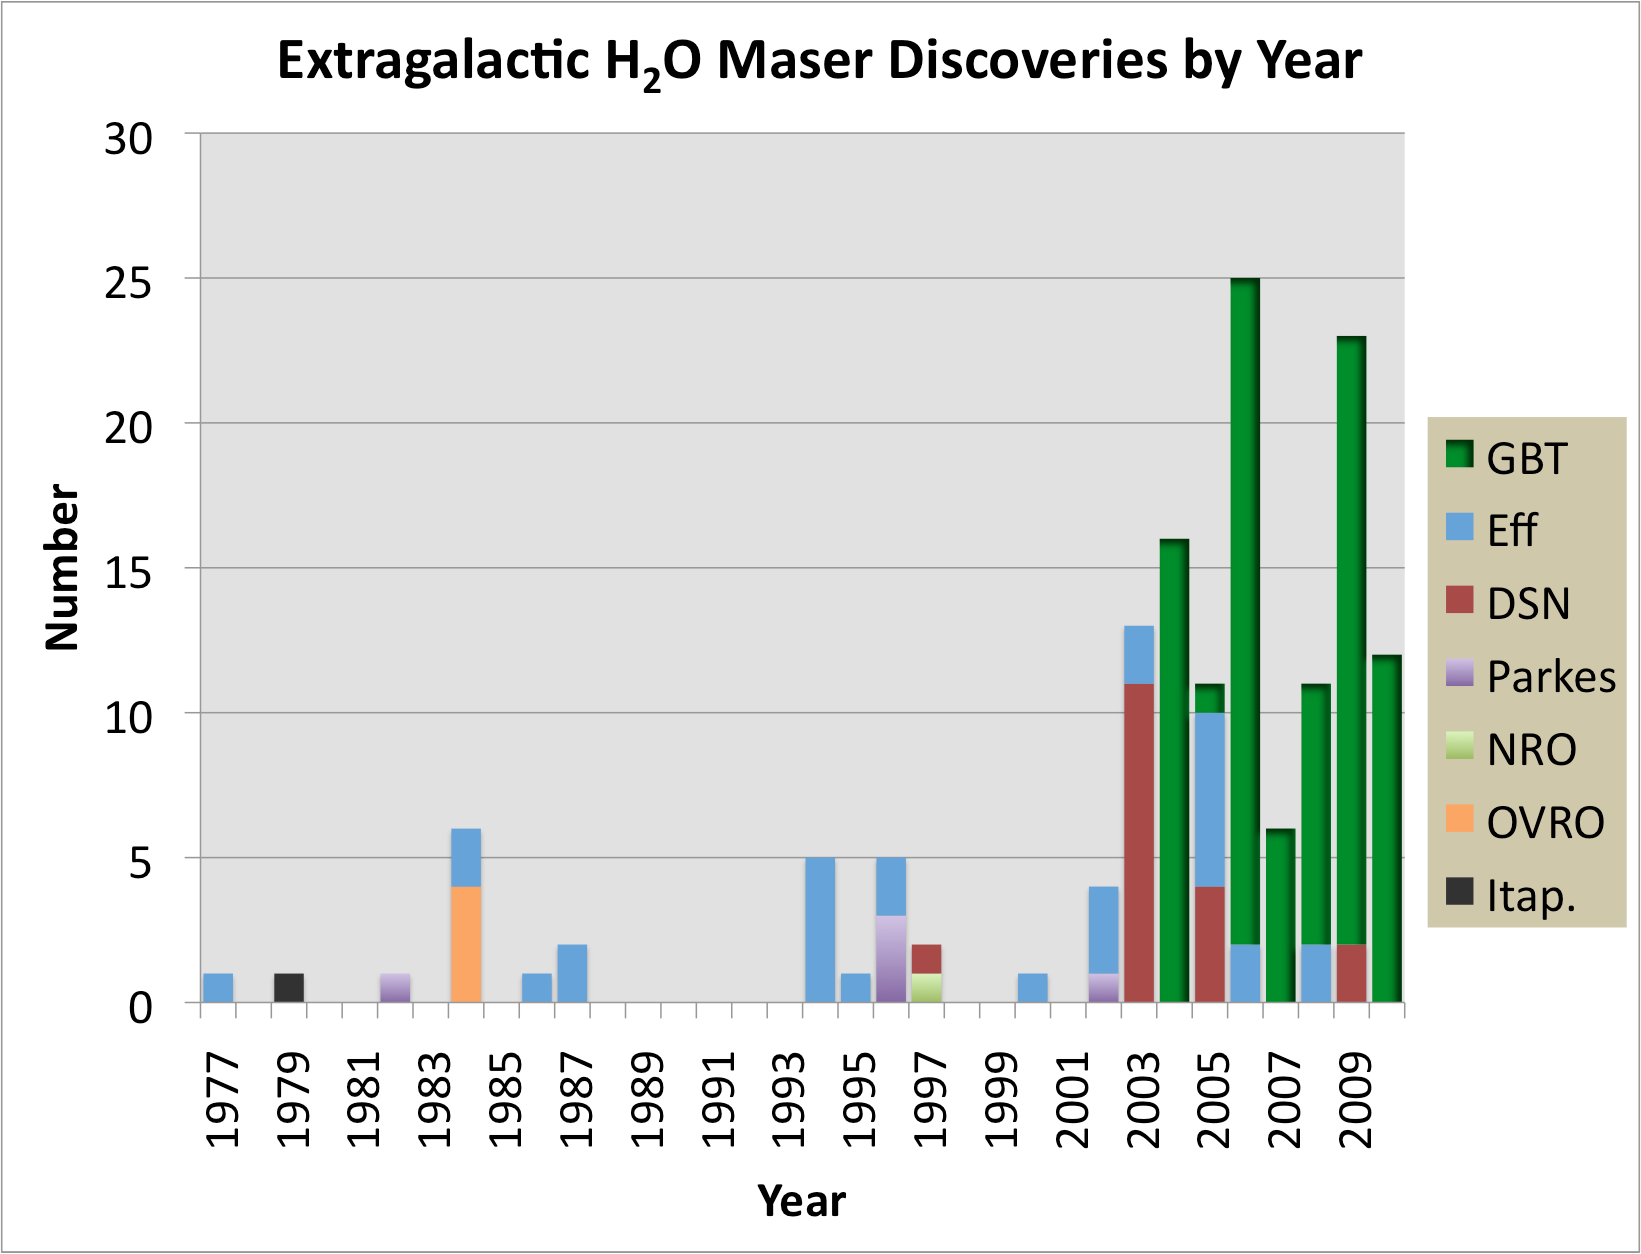 Extragalactic H₂O Maser Discoveries by Year
30
25
20
15
10
5
0
Number
1977
1979
1981
1983
1985
1987
1989
1991
1993
1995
1997
1999
2001
2003
2005
2007
2009
Year
GBT
Eff
DSN
Parkes
NRO
OVRO
Itap.